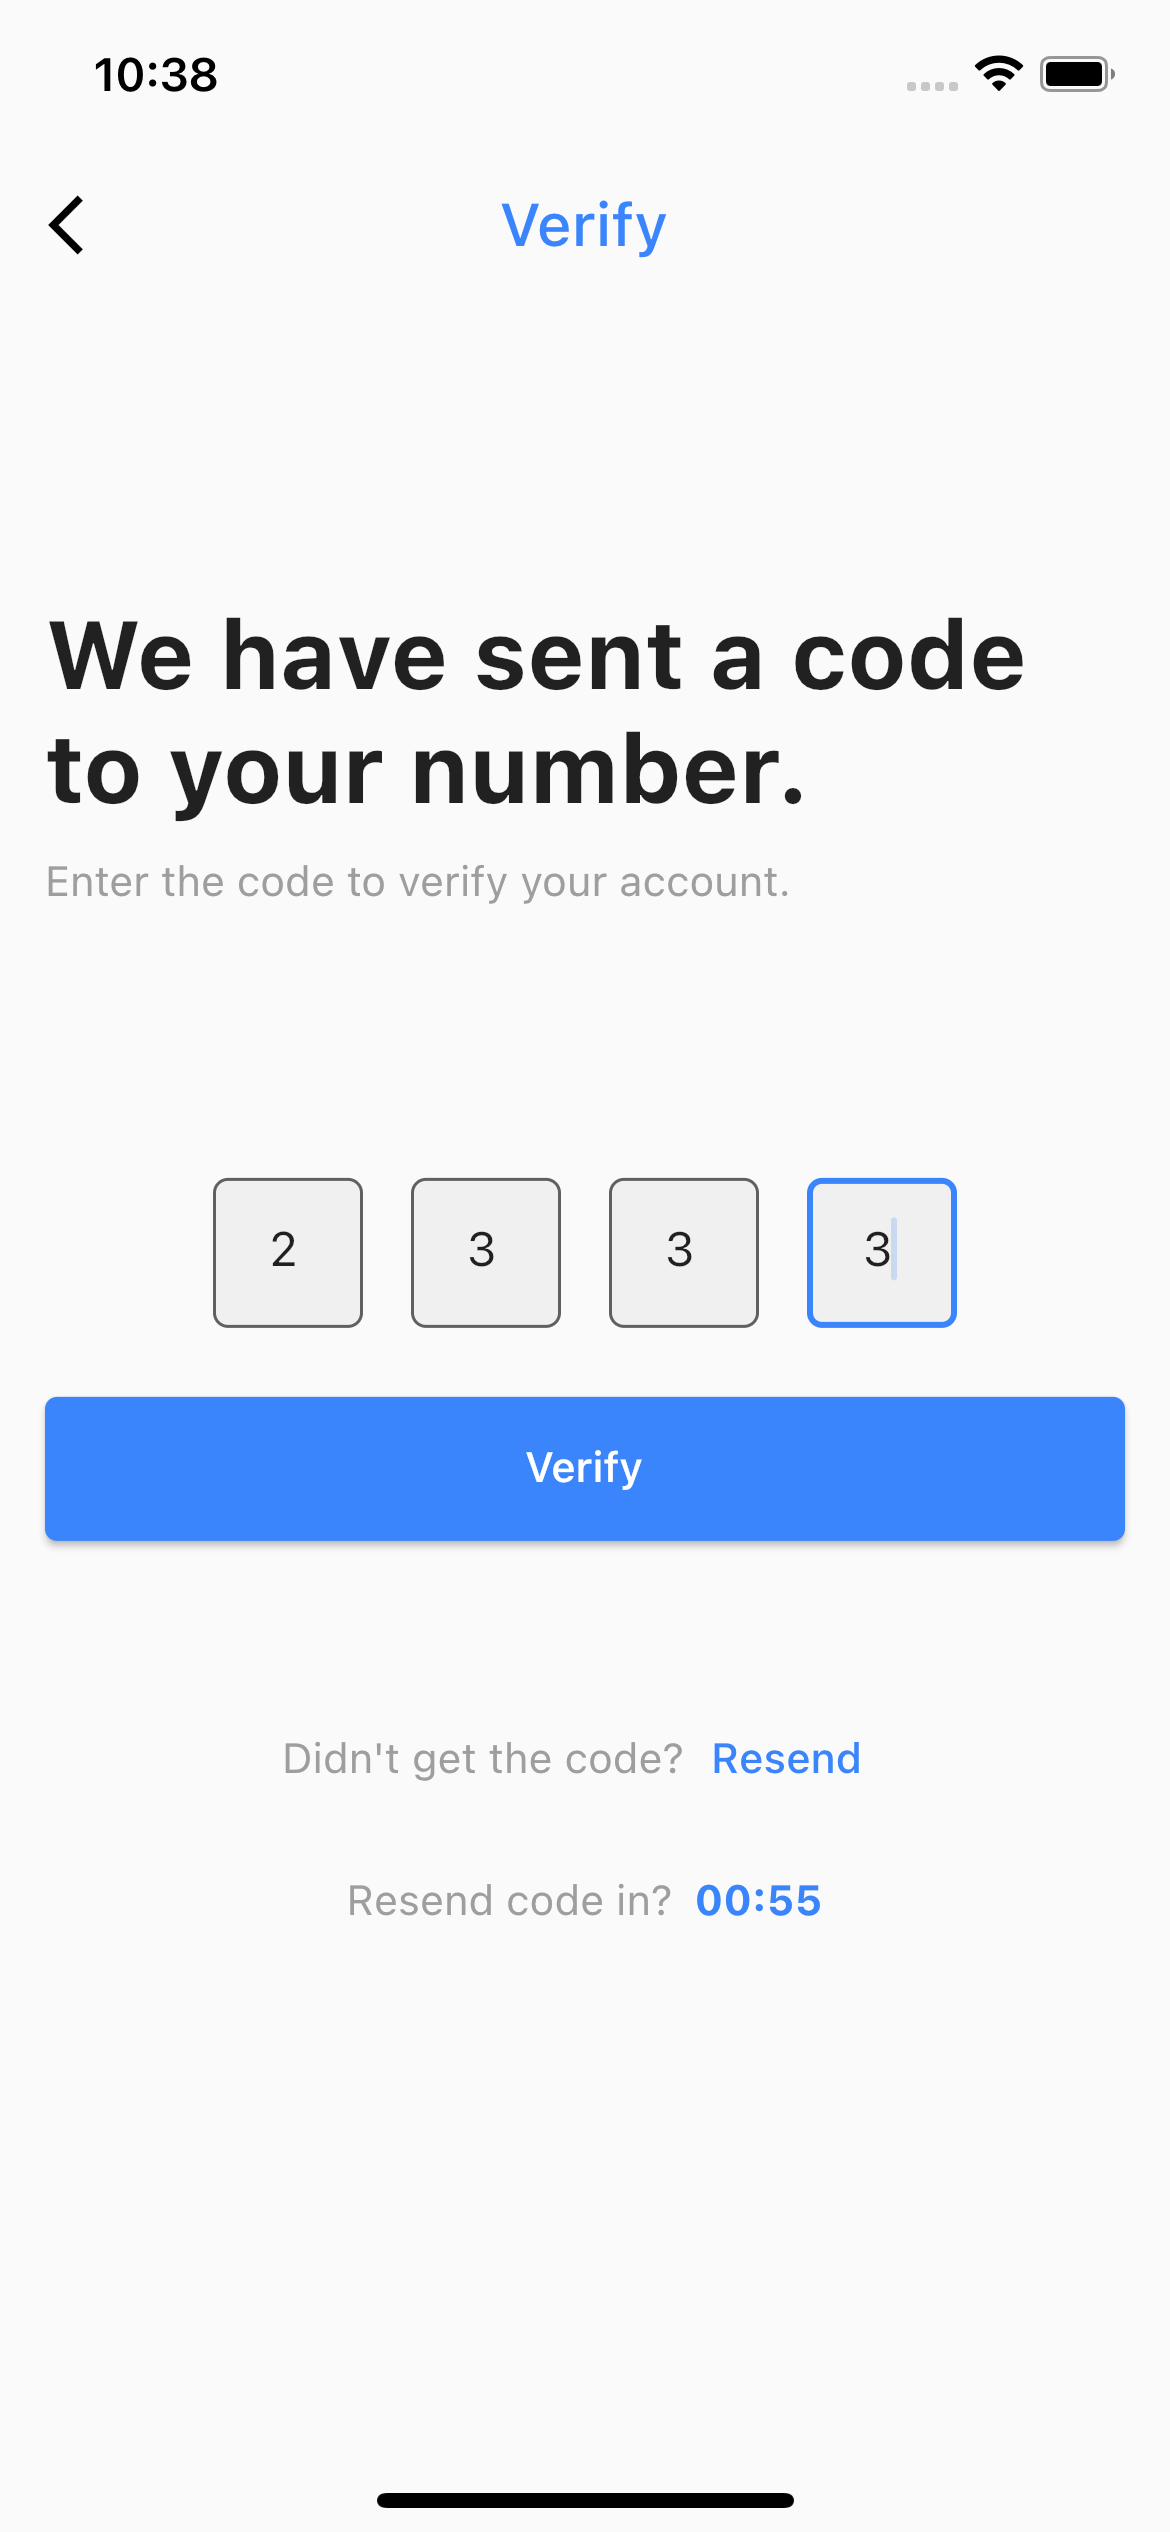 10:38
Verify
We have sent a code
to your number.
Enter the code to verify your account.
2 3 3 3
Verify
Didn't get the code? Resend
Resend code in? 00:55